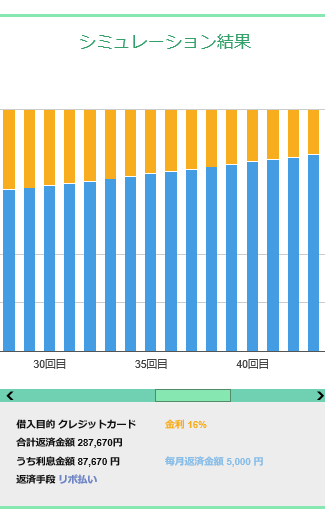 シミュレーション結果
30回目 35回目 40回目
借入目的 クレジットカード 金利 16%
合計返済金額 287,670円
うち利息金額 87,670 円 毎月返済金額 5,000 円
返済手段 リボ払い